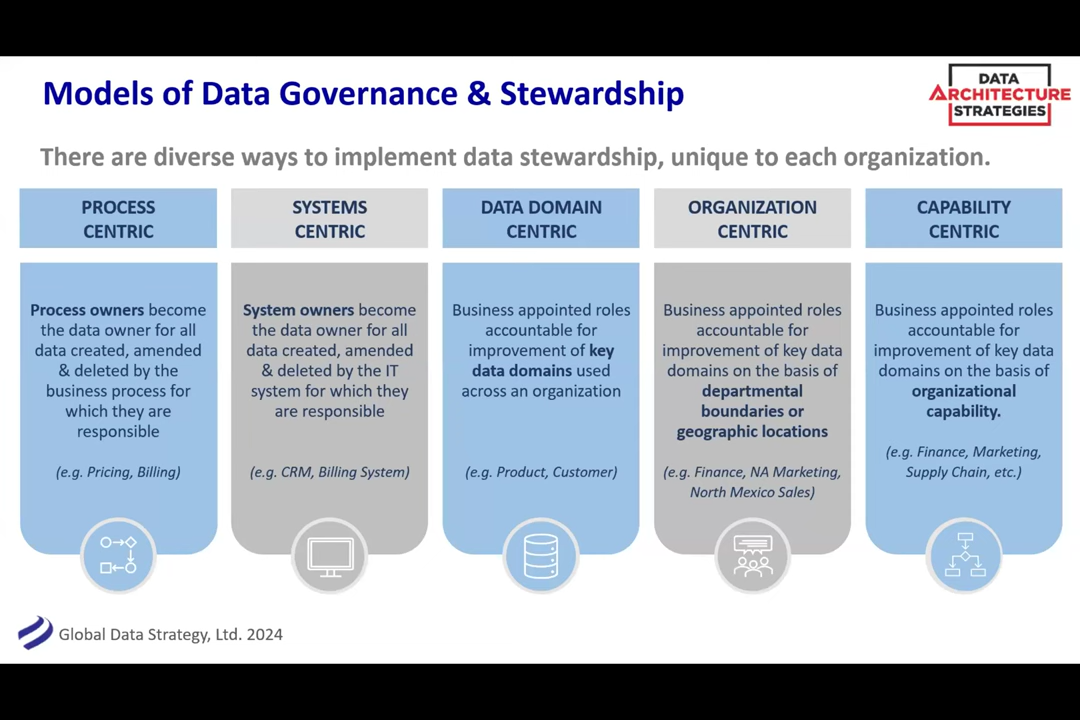 Models of Data Governance & Stewardship
DATA
ARCHITECTURE
STRATEGIES
There are diverse ways to implement data stewardship, unique to each organization.
PROCESS
CENTRIC
SYSTEMS
CENTRIC
DATA DOMAIN
CENTRIC
ORGANIZATION
CENTRIC
CAPABILITY
CENTRIC
Process owners become
the data owner for all
data created, amended
& deleted by the
business process for
which they are
responsible
(e.g. Pricing, Billing)
System owners become
the data owner for all
data created, amended
& deleted by the IT
system for which they
are responsible
(e.g. CRM, Billing System)
Business appointed roles
accountable for
improvement of key
data domains used
across an organization
(e.g. Product, Customer)
Business appointed roles
accountable for
improvement of key data
domains on the basis of
departmental
boundaries or
geographic locations
(e.g. Finance, NA Marketing,
North Mexico Sales)
Business appointed roles
accountable for
improvement of key data
domains on the basis of
organizational
capability.
(e.g. Finance, Marketing,
Supply Chain, etc.)
Global Data Strategy, Ltd. 2024